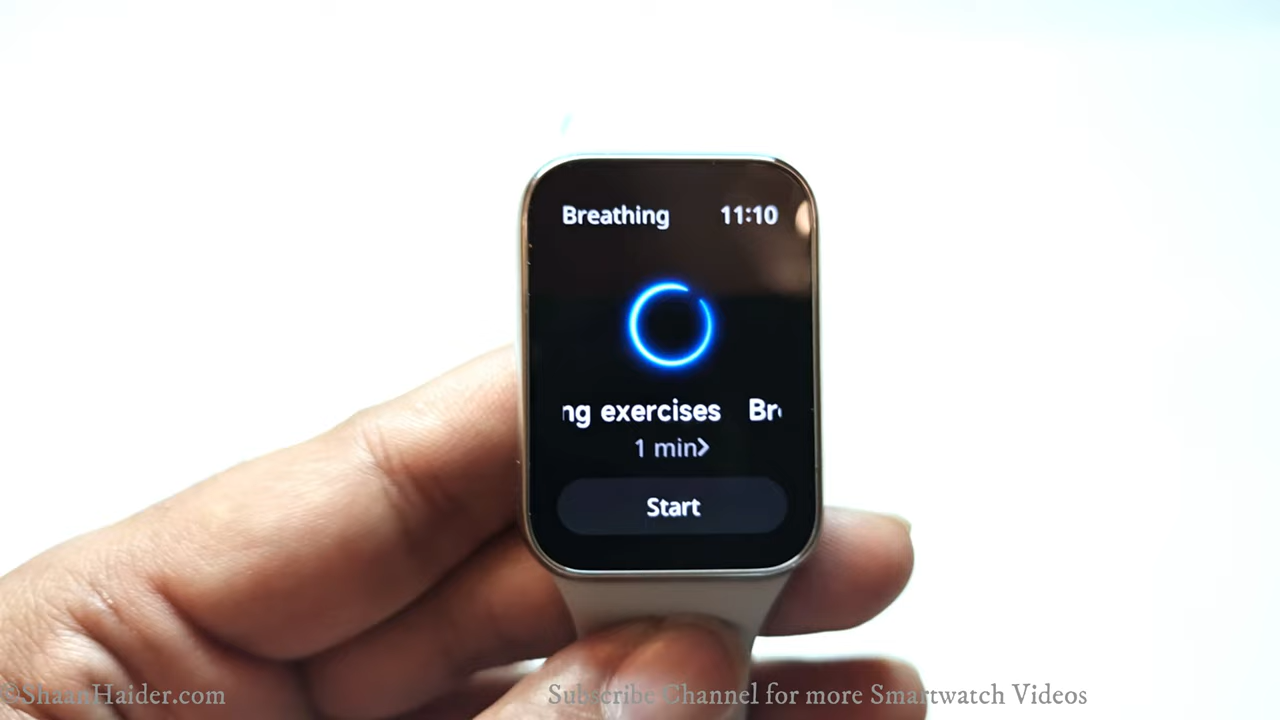 Breathing 11:10
ng exercises Br
1 min>
Start
©ShaanHaider.com
Subscribe Channel for more Smartwatch Videos